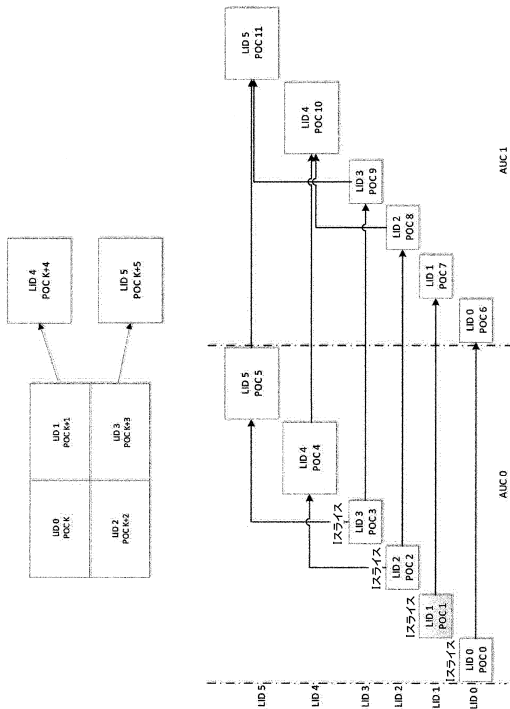 LID 0
POC K
LID 1
POC K+1
LID 2
POC K+2
LID 3
POC K+3
LID 4
POC K+4
LID 5
POC K+5
LID 5
LID 4
LID 3
LID 2
LID 1
LID 0
Iスライス
LID 0
POC 0
Iスライス
LID 1
POC 1
Iスライス
LID 2
POC 2
Iスライス
LID 3
POC 3
LID 4
POC 4
LID 5
POC 5
LID 0
POC 6
LID 1
POC 7
LID 2
POC 8
LID 3
POC 9
LID 4
POC 10
LID 5
POC 11
AUC 0
AUC 1